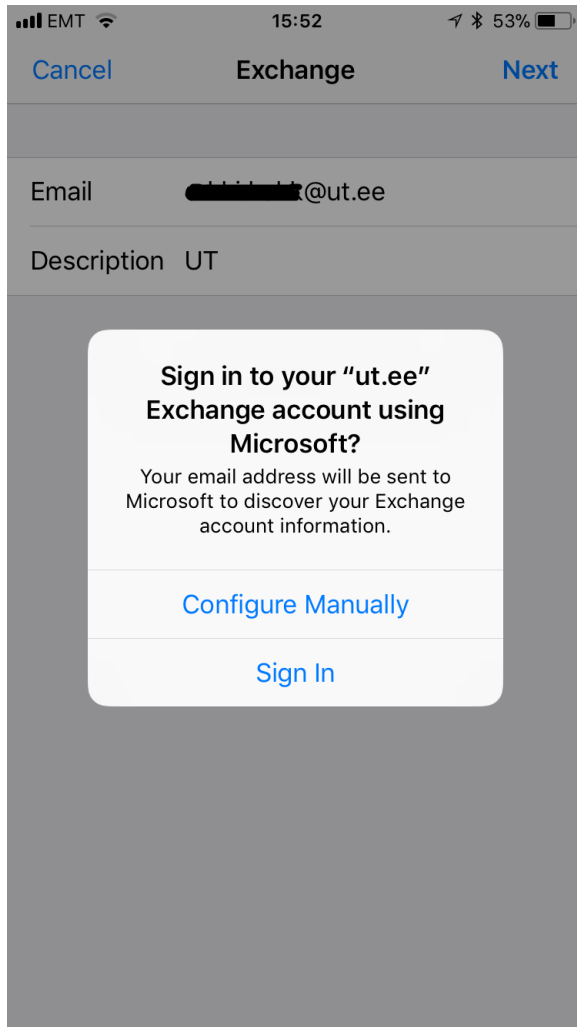 EMT 15:52 53%
Cancel Exchange Next
Email @ut.ee
Description UT
Sign in to your “ut.ee”
Exchange account using
Microsoft?
Your email address will be sent to
Microsoft to discover your Exchange
account information.
Configure Manually
Sign In